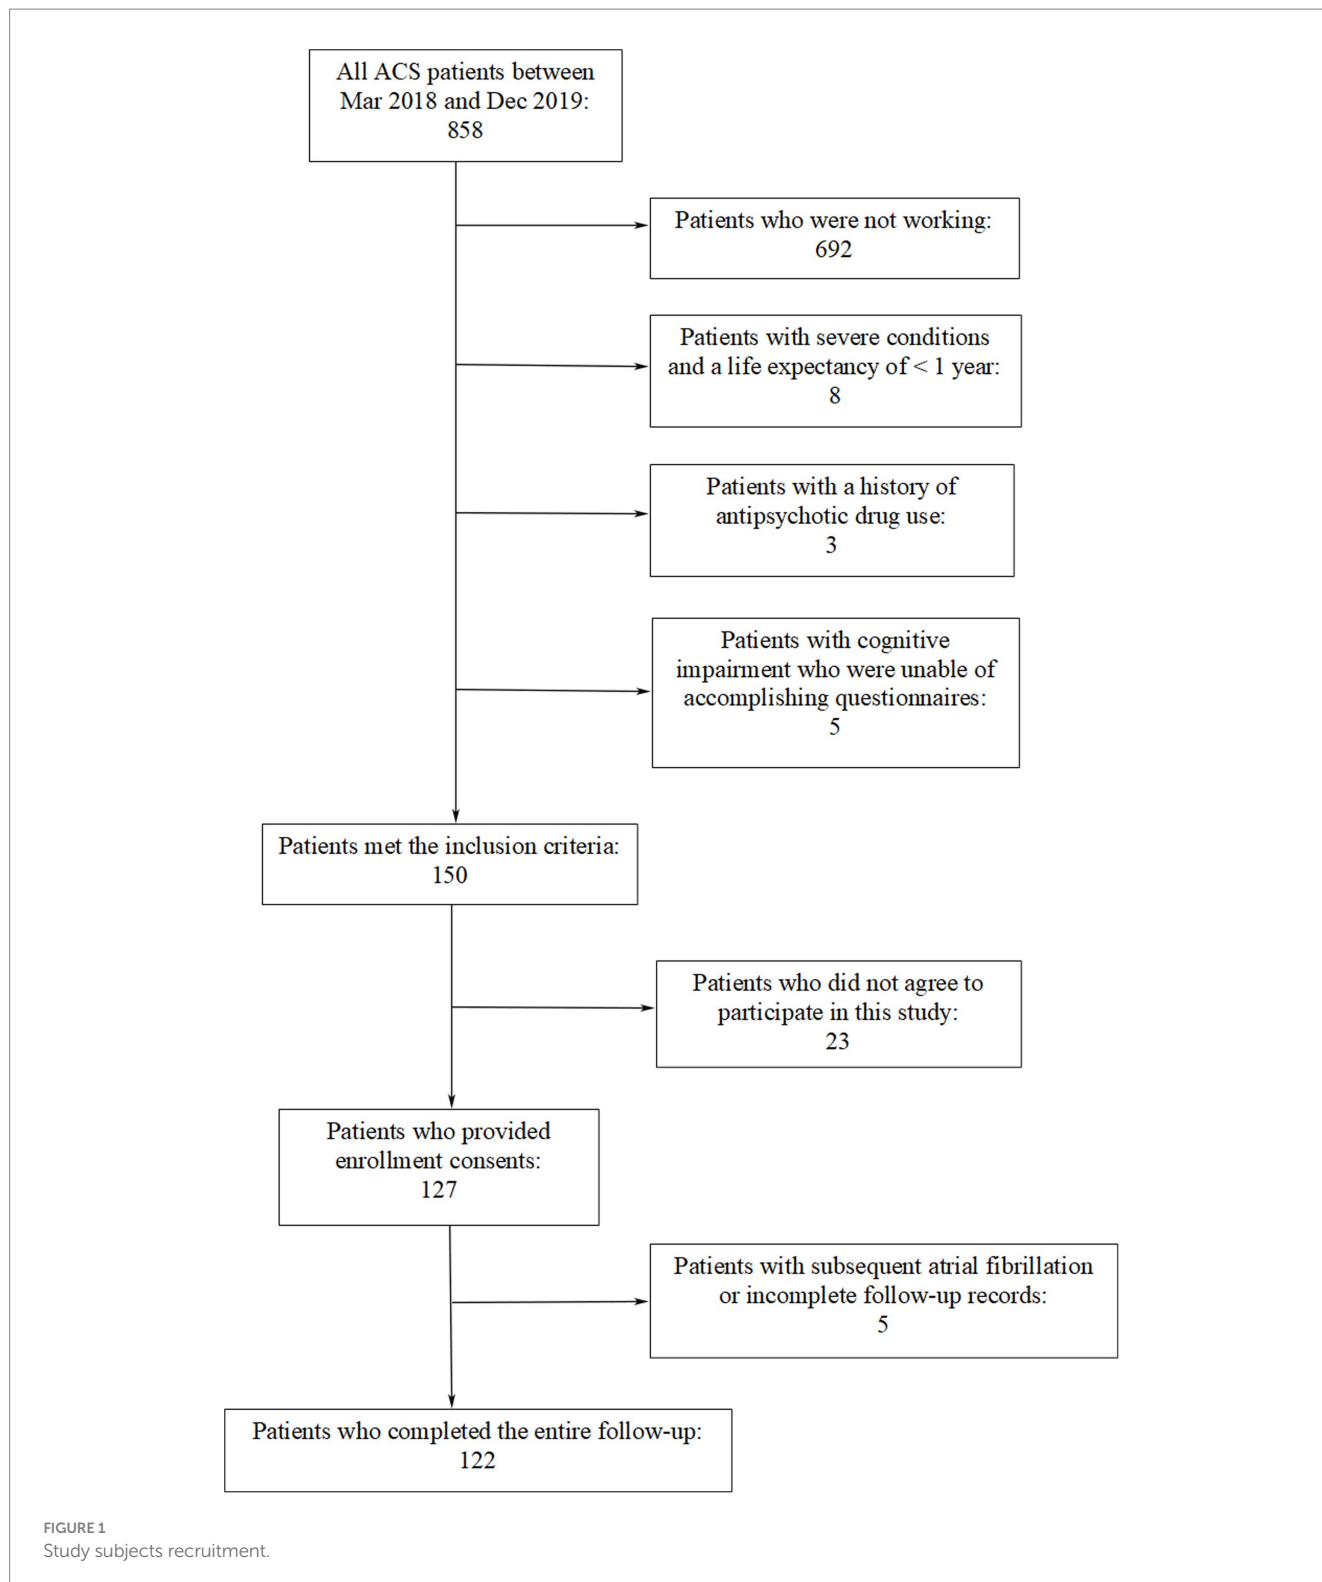 All ACS patients between
Mar 2018 and Dec 2019:
858
Patients who were not working:
692
Patients with severe conditions
and a life expectancy of < 1 year:
8
Patients with a history of
antipsychotic drug use:
3
Patients with cognitive
impairment who were unable of
accomplishing questionnaires:
5
Patients met the inclusion criteria:
150
Patients who did not agree to
participate in this study:
23
Patients who provided
enrollment consents:
127
Patients with subsequent atrial fibrillation
or incomplete follow-up records:
5
Patients who completed the entire follow-up:
122
FIGURE 1
Study subjects recruitment.